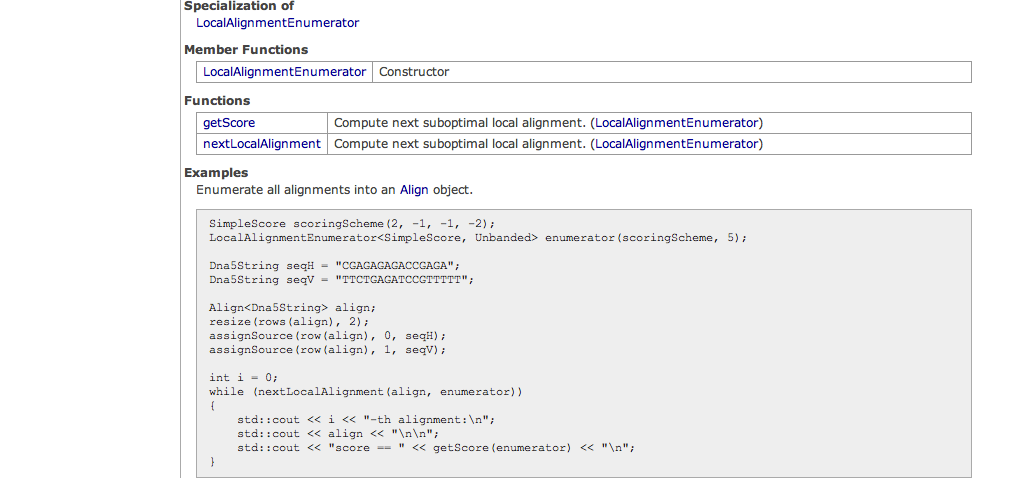 Specialization of
LocalAlignmentEnumerator
Member Functions
LocalAlignmentEnumerator Constructor
Functions
getScore Compute next suboptimal local alignment. (LocalAlignmentEnumerator)
nextLocalAlignment Compute next suboptimal local alignment. (LocalAlignmentEnumerator)
Examples
Enumerate all alignments into an Align object.
SimpleScore scoringScheme(2, -1, -1, -2);
LocalAlignmentEnumerator<SimpleScore, Unbanded> enumerator(scoringScheme, 5);
Dna5String seqH = "CGAGAGAGACCGAGA";
Dna5String seqV = "TTCTGAGATCCGTTTTT";
Align<Dna5String> align;
resize(rows(align), 2);
assignSource(row(align), 0, seqH);
assignSource(row(align), 1, seqV);
int i = 0;
while (nextLocalAlignment(align, enumerator))
{
    std::cout << i << "-th alignment:\n";
    std::cout << align << "\n\n";
    std::cout << "score == " << getScore(enumerator) << "\n";
}